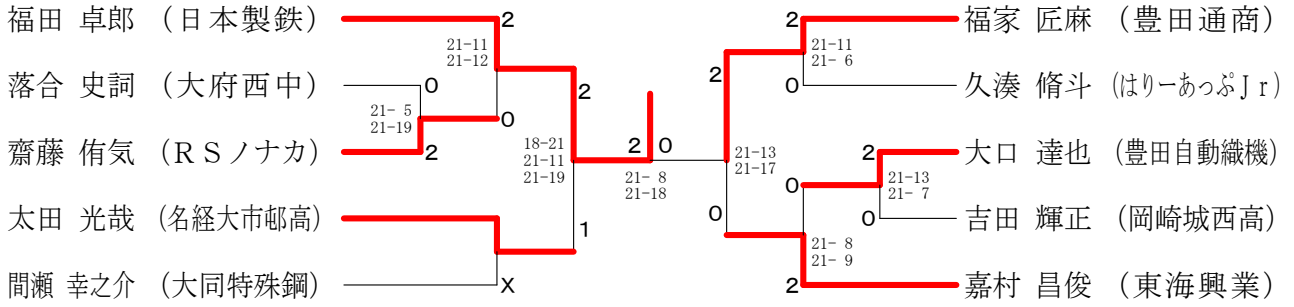 福田 卓郎 （日本製鉄） 2 2 福家 匠麻 （豊田通商）
21-11 21-11
21-12 21- 6
2
落合 史詞 （大府西中） 0 2 0 久湊 脩斗 （はりーあっぷJr）
21- 5 0
21-19
齋藤 侑気 （RSノナカ） 2 18-21 2 0 21-13 2 大口 達也 （豊田自動織機）
21-11 21-17 21-13
21-19 21- 8 0 21- 7
21-18
太田 光哉 （名経大市邨高） 0 0 吉田 輝正 （岡崎城西高）
1 21- 8
21- 9
間瀬 幸之介 （大同特殊鋼） X 2 嘉村 昌俊 （東海興業）